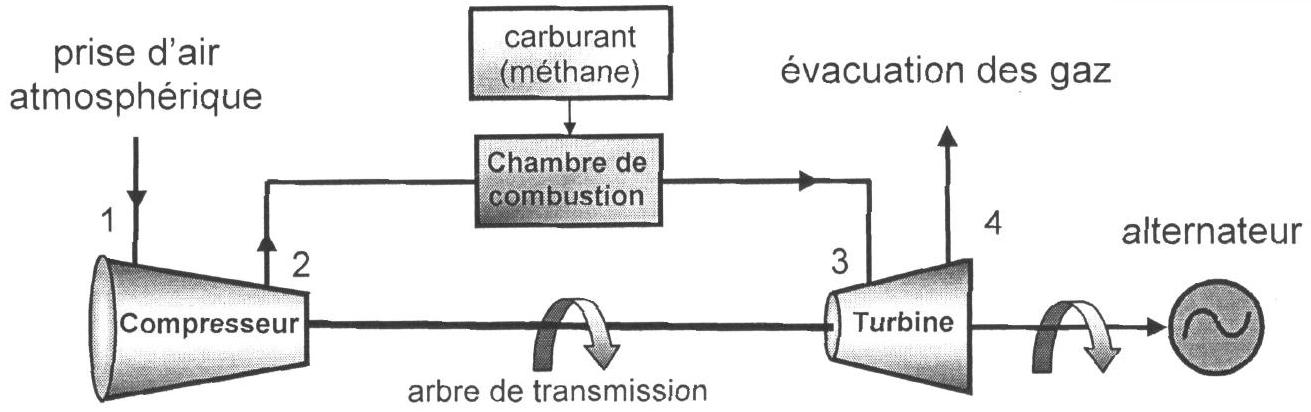 prise d'air
atmosphérique
carburant
(méthane)
évacuation des gaz
Chambre de
combustion
1
2
3
4
alternateur
Compresseur
Turbine
arbre de transmission